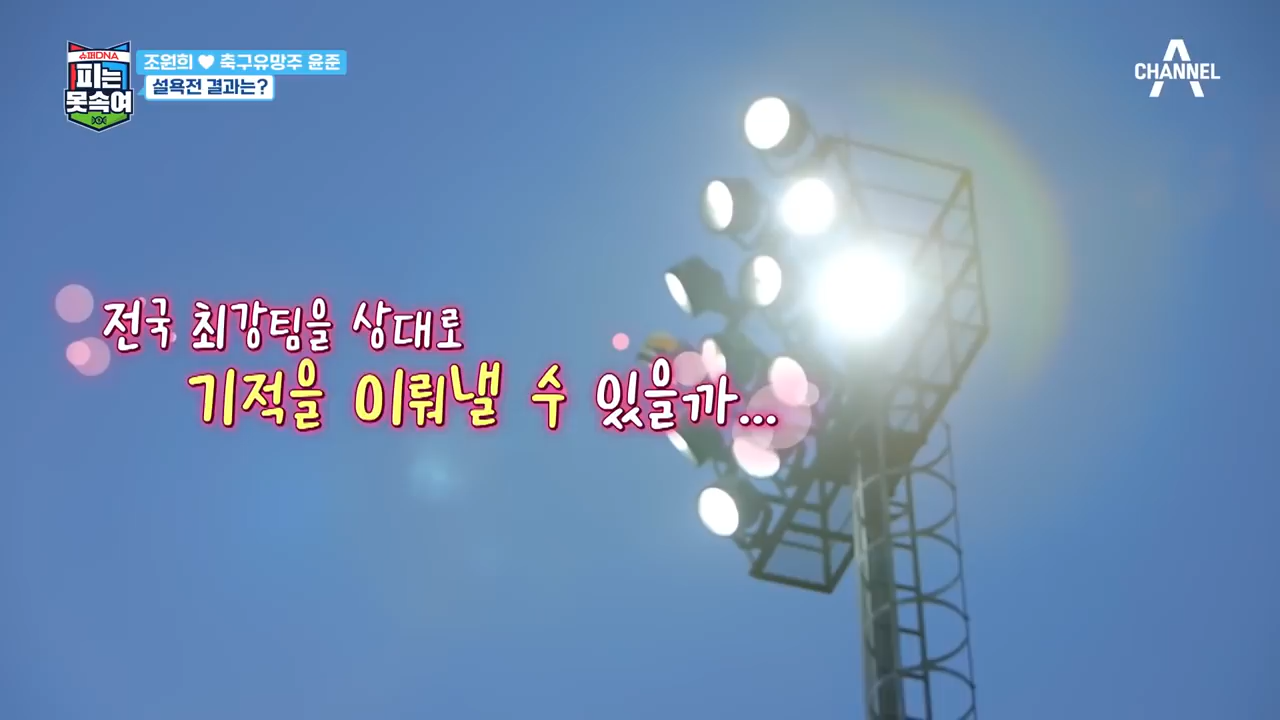 슈퍼DNA
피는
못속여
조원희 ♥ 축구유망주 윤준
설욕전 결과는?
CHANNEL A
전국 최강팀을 상대로
기적을 이뤄낼 수 있을까...